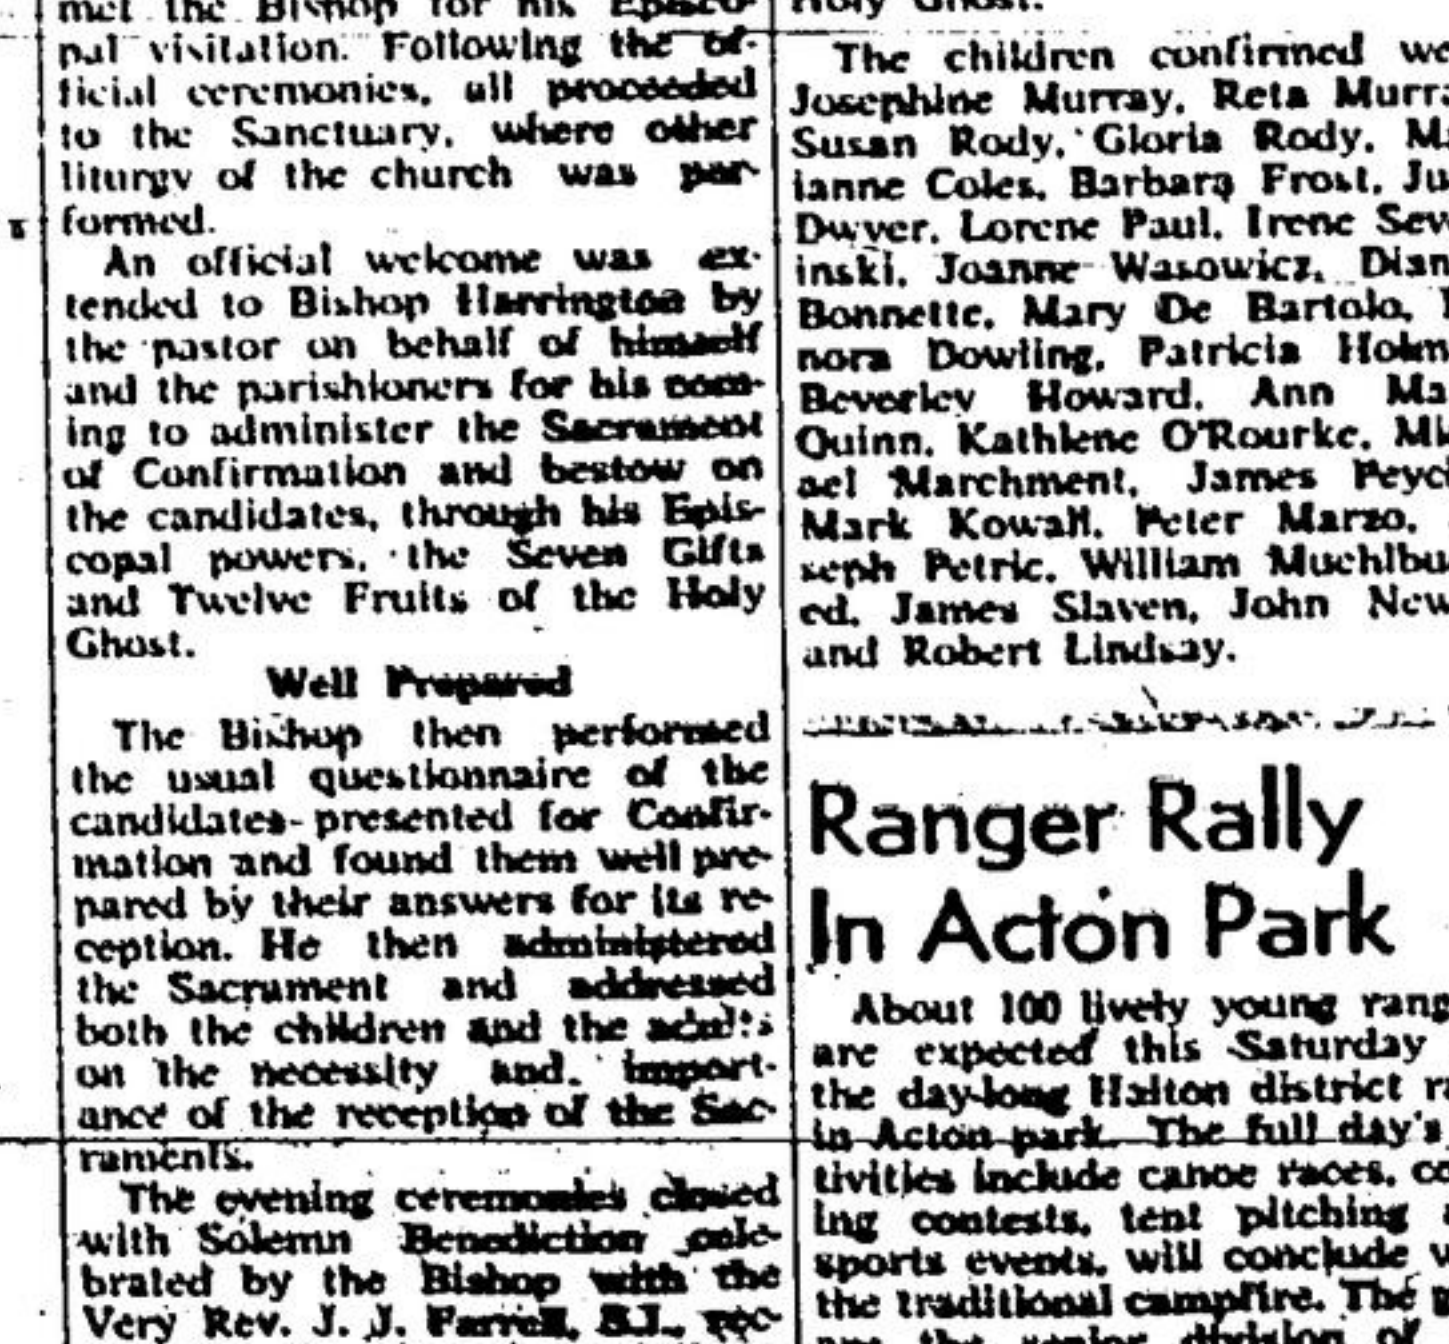 met the Bishop for his Episco-
pal visitation. Following the of-
ficial ceremonies, all proceeded
to the Sanctuary, where other
liturgy of the church was per-
formed.
An official welcome was ex-
tended to Bishop Harrington by
the pastor on behalf of himself
and the parishioners for his com-
ing to administer the Sacrament
of Confirmation and bestow on
the candidates, through his Epis-
copal powers, the Seven Gifts
and Twelve Fruits of the Holy
Ghost.
Well Prepared
The Bishop then performed
the usual questionnaire of the
candidates presented for Confir-
mation and found them well pre-
pared by their answers for its re-
ception. He then administered
the Sacrament and addressed
both the children and the adults
on the necessity and import-
ance of the reception of the Sac-
raments.
The evening ceremonies closed
with Solemn Benediction cele-
brated by the Bishop with the
Very Rev. J. J. Farrell, S.J., rec-
Holy Ghost.
The children confirmed we
Josephine Murray, Reta Murra
Susan Rody, Gloria Rody, Ma
ianne Coles, Barbara Frost, Ju
Dwyer, Lorene Paul, Irene Sev
inski, Joanne Wasowicz, Dian
Bonnette, Mary De Bartolo,
nora Dowling, Patricia Holm
Beverley Howard, Ann Ma
Quinn, Kathlene O'Rourke, Mi
ael Marchment, James Peych
Mark Kowall, Peter Marzo,
seph Petric, William Muehlbu
ed, James Slaven, John New
and Robert Lindsay.
Ranger Rally
In Acton Park
About 100 lively young rang
are expected this Saturday
the day-long Halton district r
in Acton park. The full day's
tivities include canoe races, co
ing contests, tent pitching
sports events, will conclude
the traditional campfire. The
are the senior division of